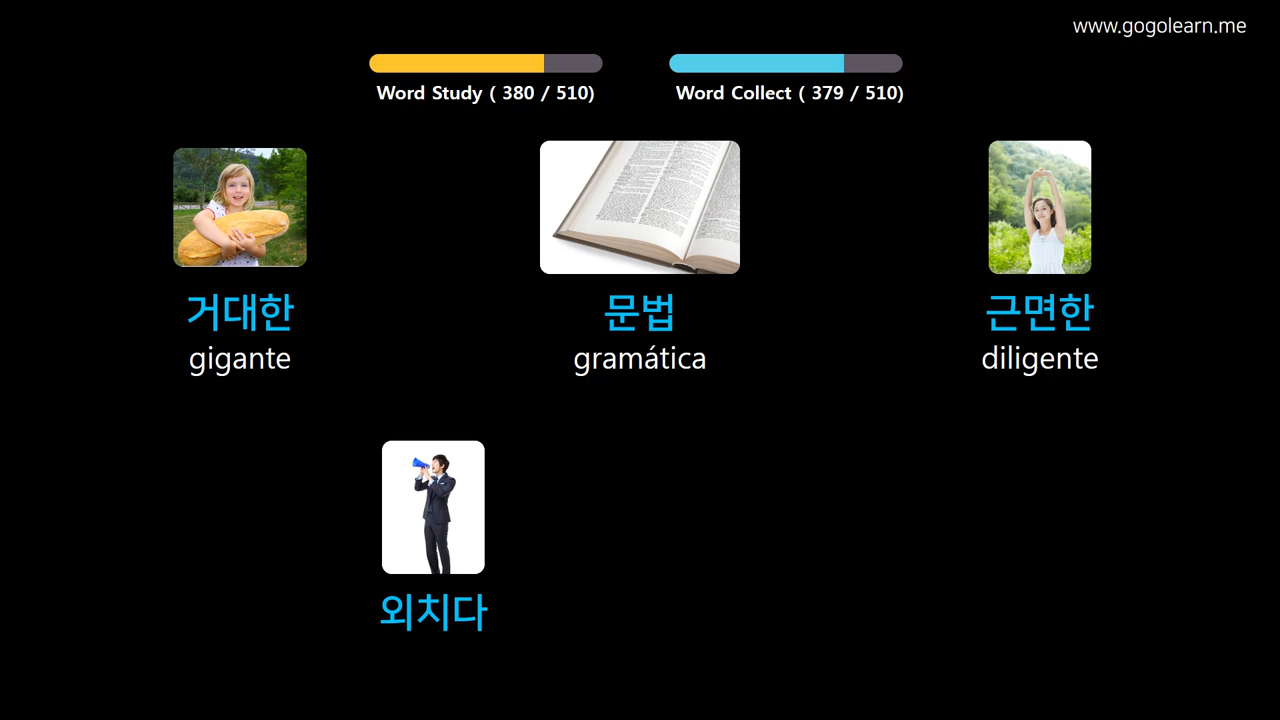 www.gogolearn.me
Word Study ( 380 / 510)
Word Collect ( 379 / 510)
거대한
gigante
문법
gramática
근면한
diligente
외치다